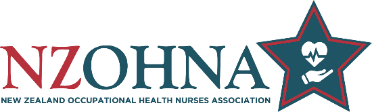 NZOHNA
NEW ZEALAND OCCUPATIONAL HEALTH NURSES ASSOCIATION